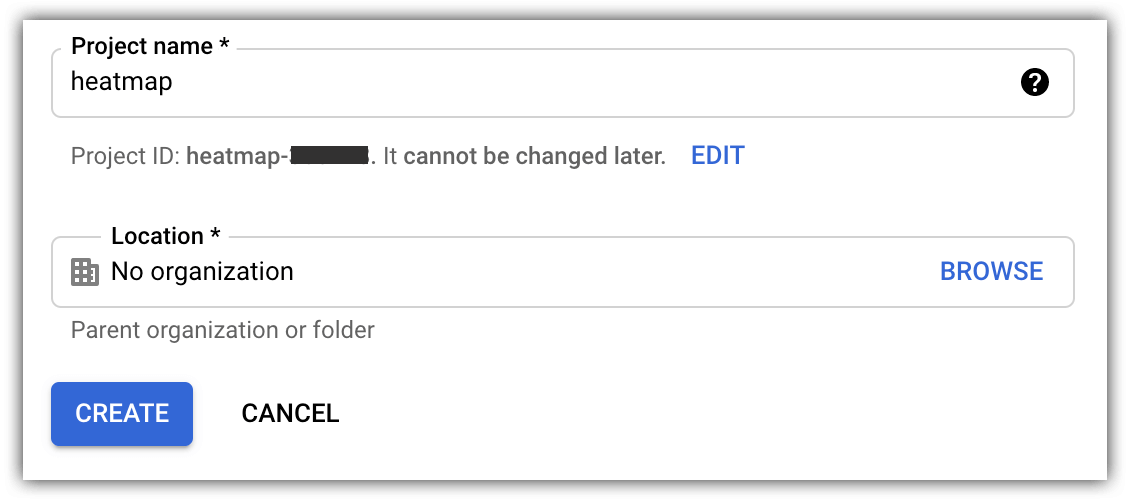 Project name *
heatmap
Project ID: heatmap- . It cannot be changed later. EDIT
Location *
No organization BROWSE
Parent organization or folder
CREATE CANCEL